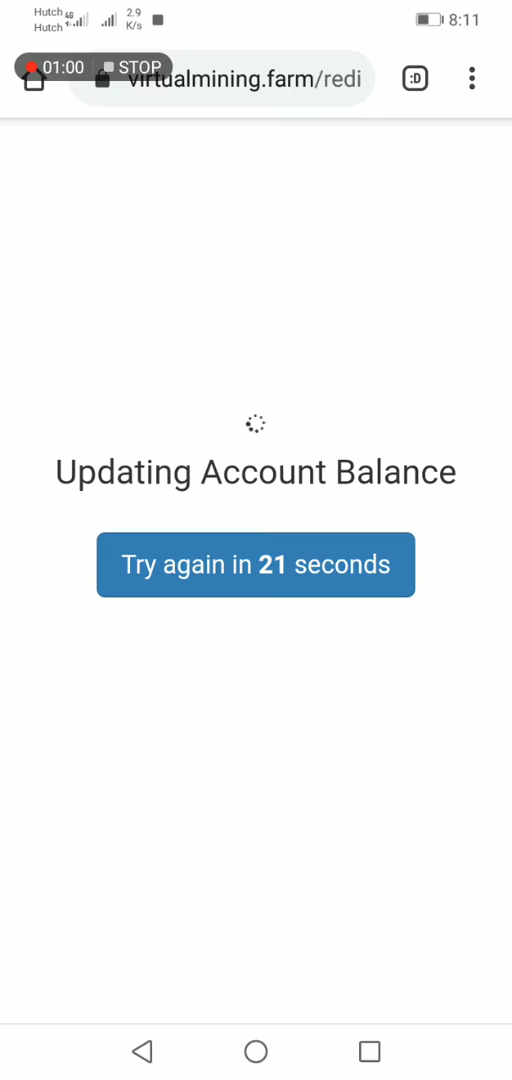 Hutch 4G 2.9 8:11
Hutch K/s
01:00 STOP
virtualmining.farm/redi
:D
Updating Account Balance
Try again in 21 seconds